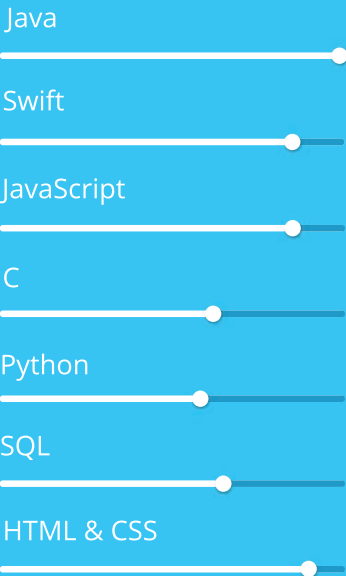 Java
Swift
JavaScript
C
Python
SQL
HTML & CSS